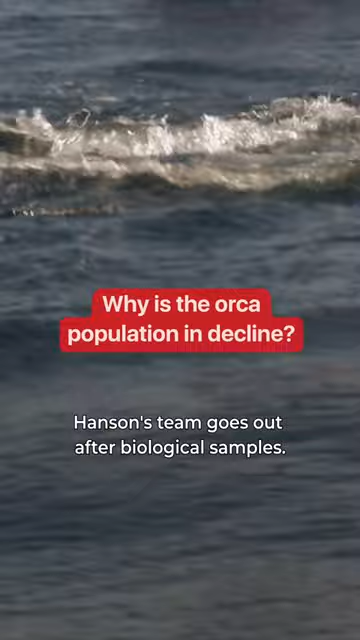 Why is the orca
population in decline?
Hanson's team goes out
after biological samples.